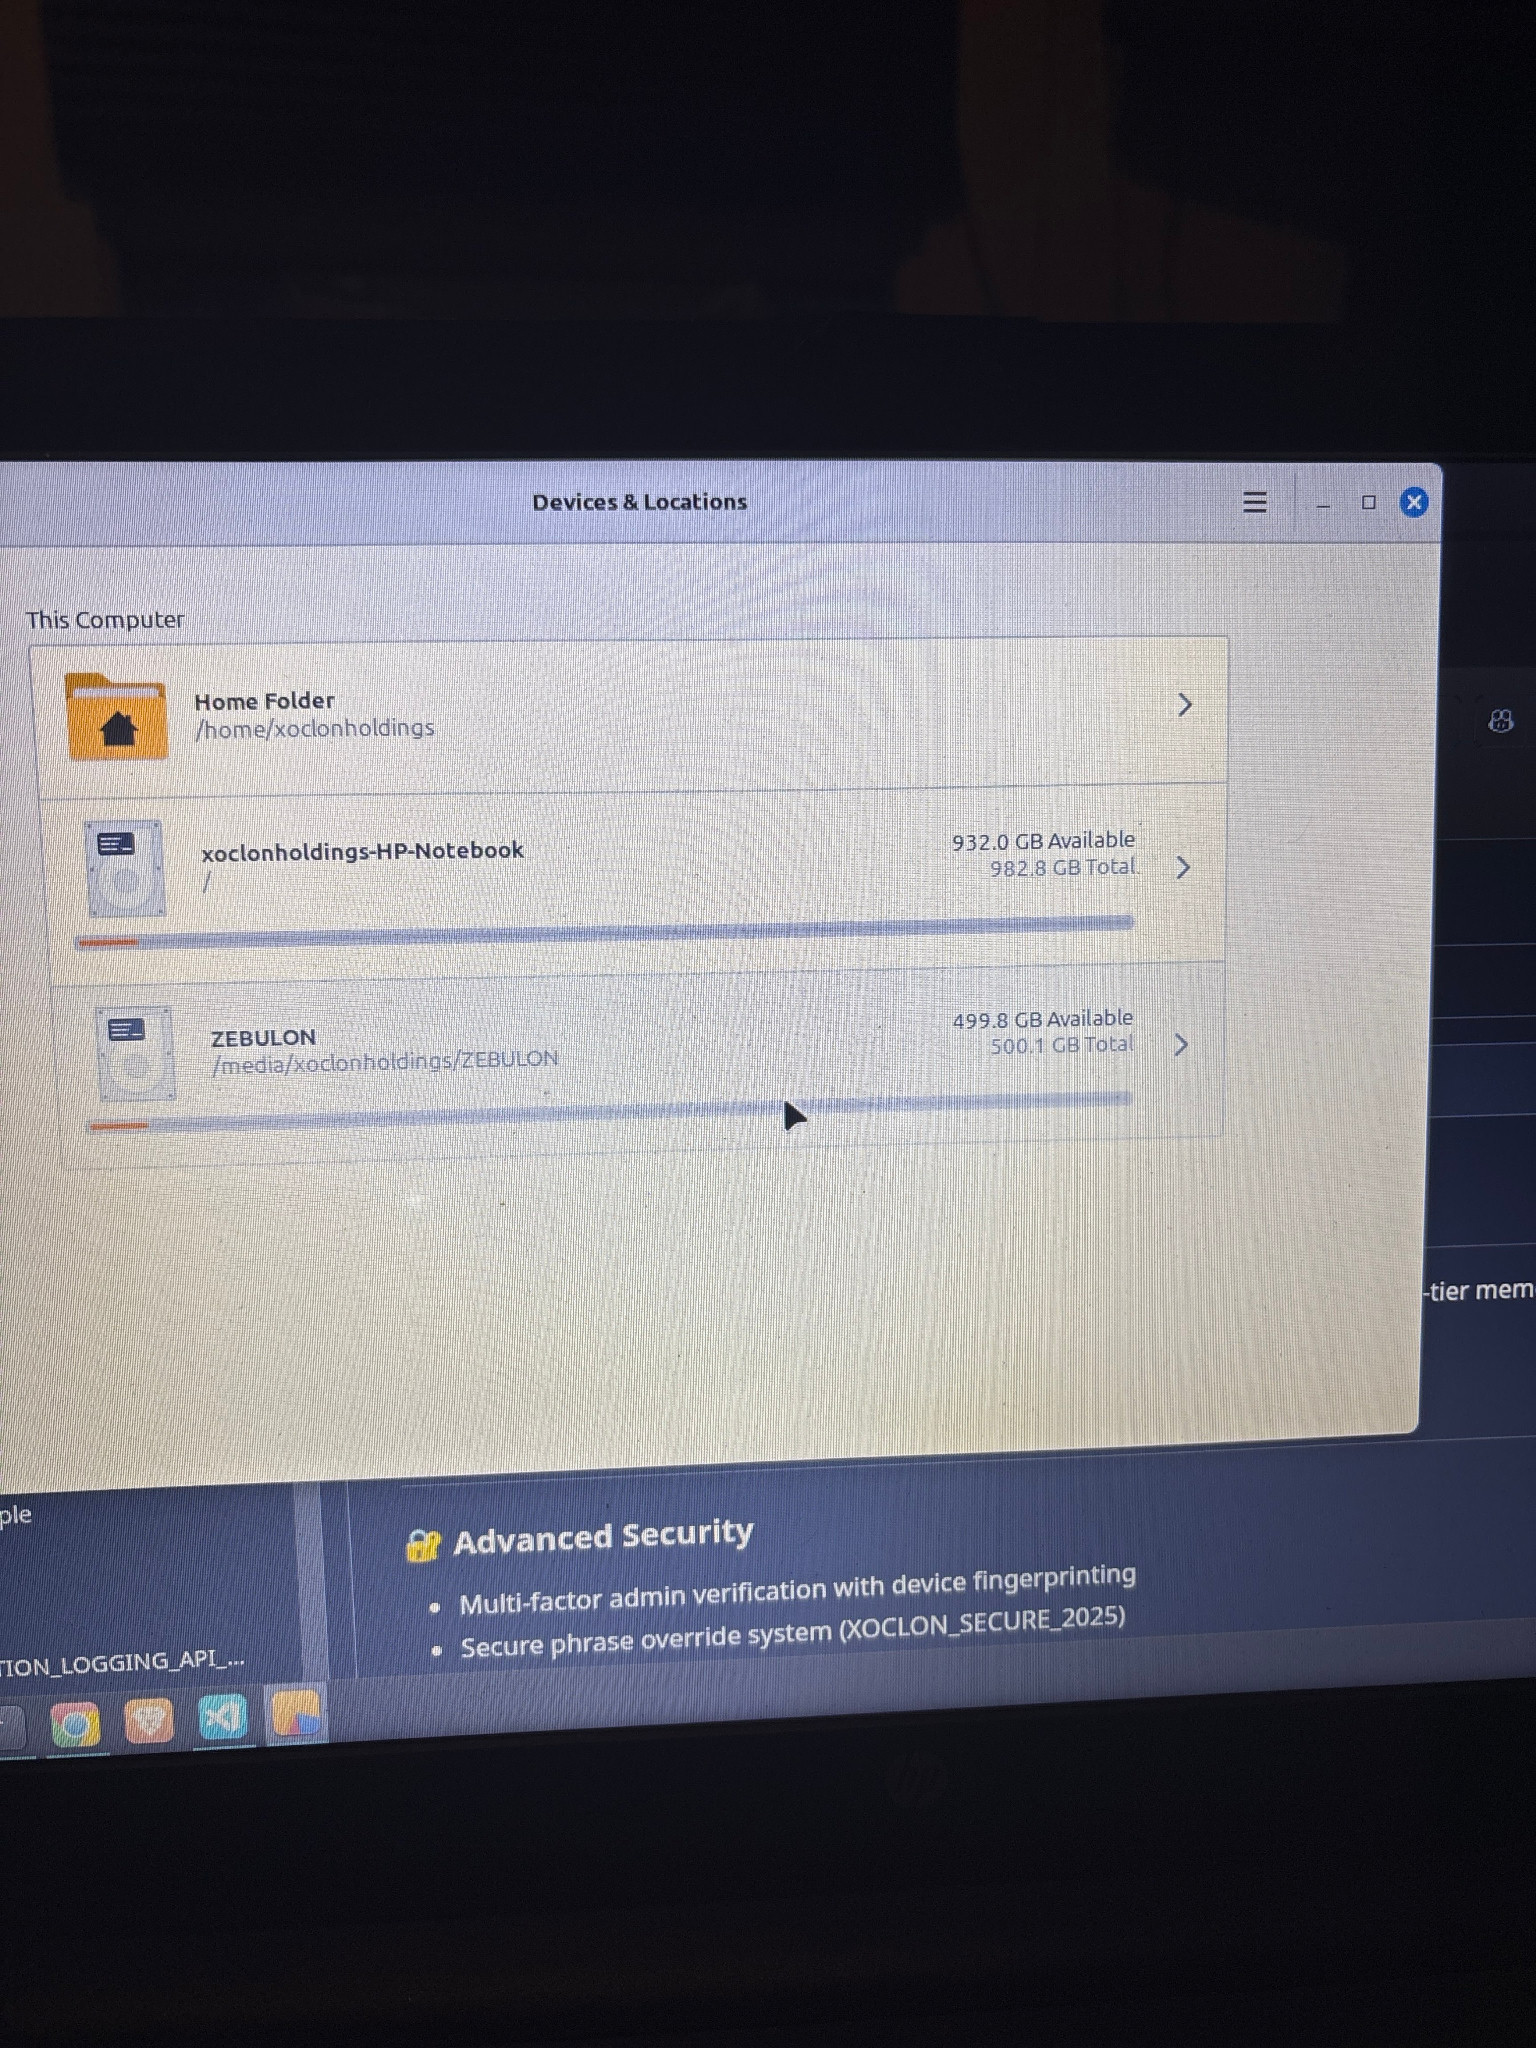 Devices & Locations
This Computer
Home Folder
/home/xoclonholdings
xoclonholdings-HP-Notebook
/
932.0 GB Available
982.8 GB Total
ZEBULON
/media/xoclonholdings/ZEBULON
499.8 GB Available
500.1 GB Total
-tier mem
ple
Advanced Security
Multi-factor admin verification with device fingerprinting
Secure phrase override system (XOCLON_SECURE_2025)
TION_LOGGING_API_...